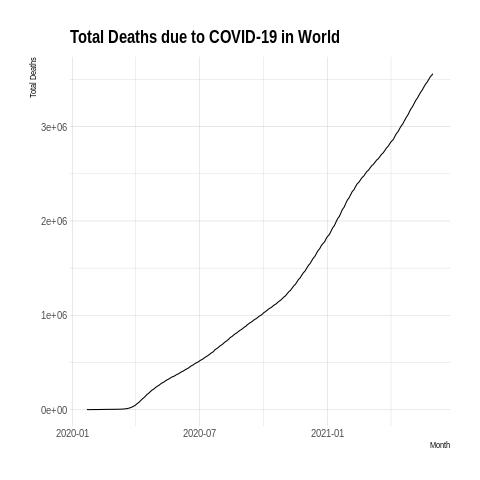 Total Deaths due to COVID-19 in World
Total Deaths
3e+06
2e+06
1e+06
0e+00
2020-01 2020-07 2021-01
Month